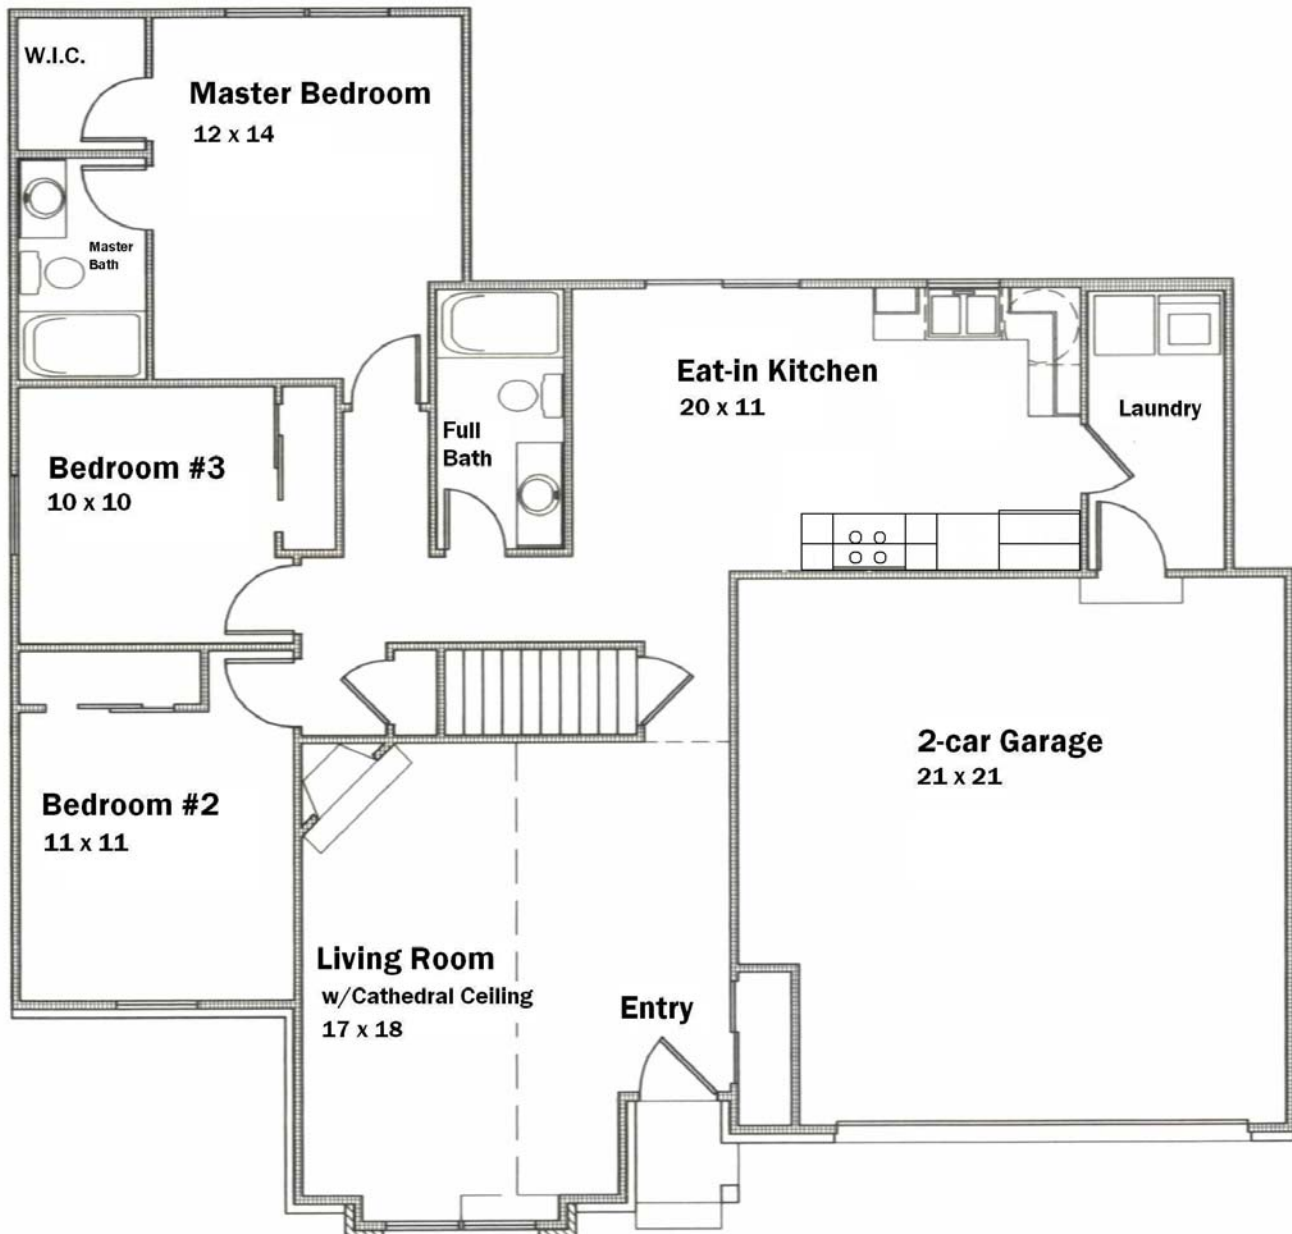 W.I.C.
Master Bedroom
12 x 14
Master
Bath
Eat-in Kitchen
20 x 11
Laundry
Full
Bath
Bedroom #3
10 x 10
2-car Garage
21 x 21
Bedroom #2
11 x 11
Living Room
w/Cathedral Ceiling
17 x 18
Entry